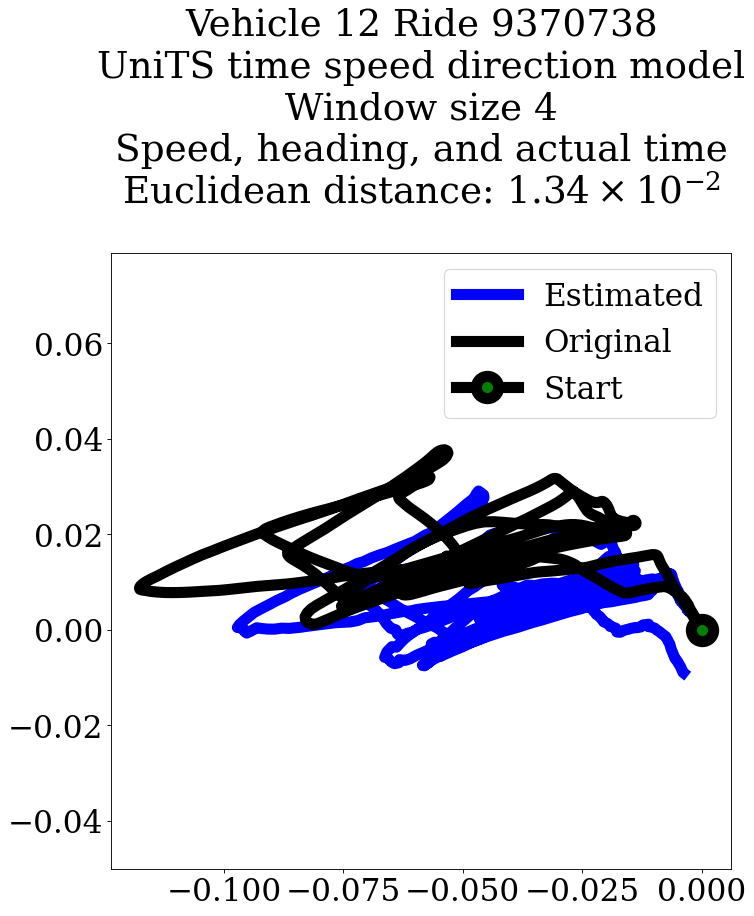 Vehicle 12 Ride 9370738
UniTS time speed direction model
Window size 4
Speed, heading, and actual time
Euclidean distance: 1.34 × 10⁻²
Estimated
Original
Start
0.06
0.04
0.02
0.00
−0.02
−0.04
−0.100 −0.075 −0.050 −0.025 0.000